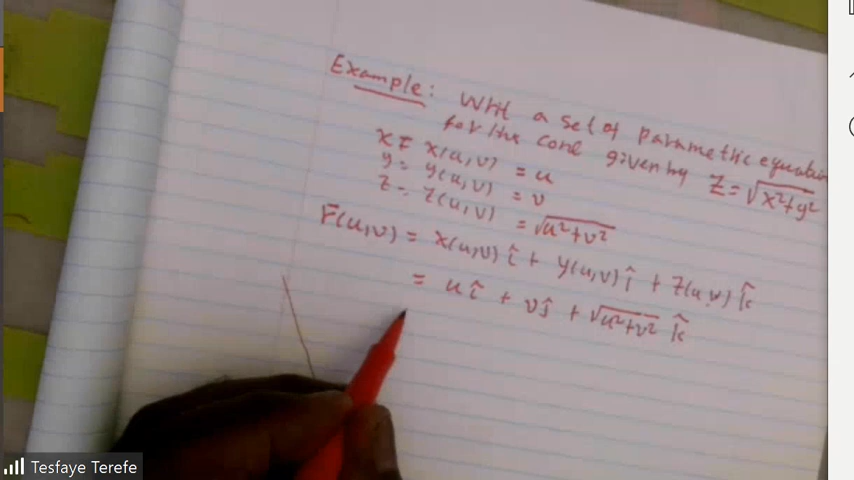 Example: Writ a set of parametric equation
for the cone given by Z = √x²+y²
x = x(u,v) = u
y = y(u,v) = v
z = z(u,v) = √u²+v²
r(u,v) = x(u,v) î + y(u,v) ĵ + z(u,v) k̂
= u î + v ĵ + √u²+v² k̂
Tesfaye Terefe